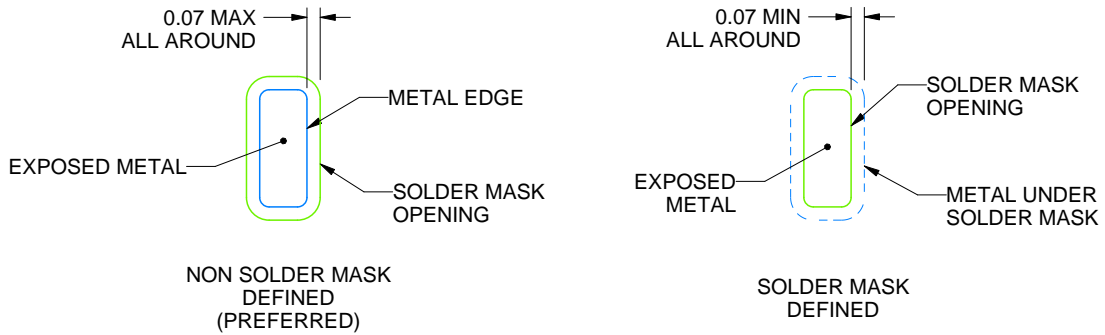 0.07 MAX
ALL AROUND
METAL EDGE
EXPOSED METAL
SOLDER MASK
OPENING
NON SOLDER MASK
DEFINED
(PREFERRED)
0.07 MIN
ALL AROUND
SOLDER MASK
OPENING
EXPOSED
METAL
METAL UNDER
SOLDER MASK
SOLDER MASK
DEFINED